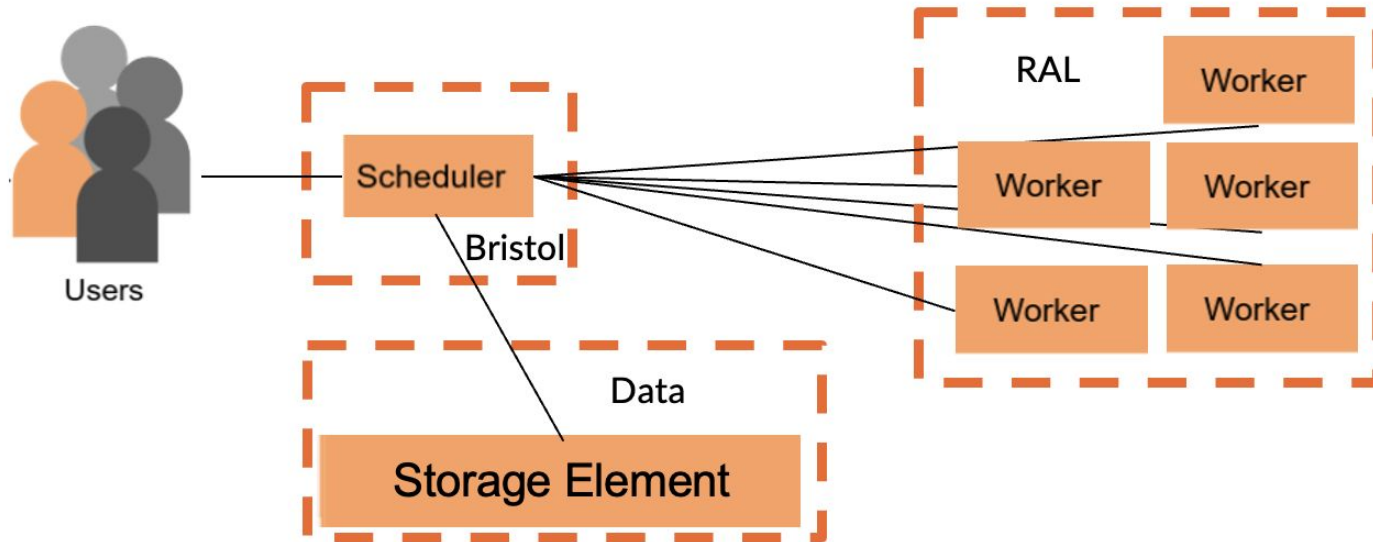 Users
Scheduler
Bristol
Data
Storage Element
RAL
Worker
Worker
Worker
Worker
Worker